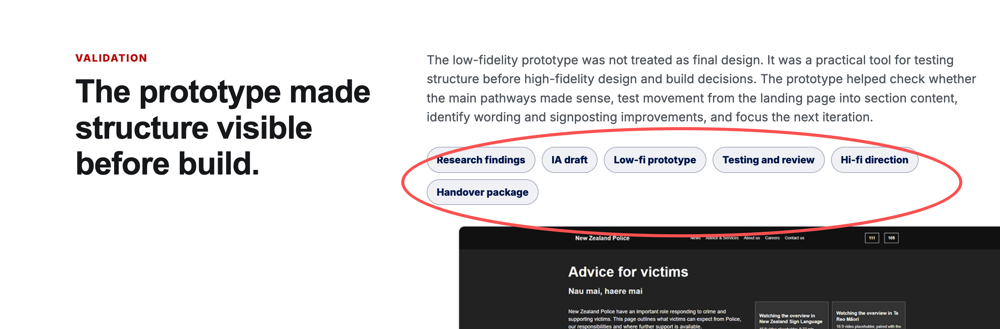 VALIDATION
The prototype made
structure visible
before build.
The low-fidelity prototype was not treated as final design. It was a practical tool for testing
structure before high-fidelity design and build decisions. The prototype helped check whether
the main pathways made sense, test movement from the landing page into section content,
identify wording and signposting improvements, and focus the next iteration.
Research findings
IA draft
Low-fi prototype
Testing and review
Hi-fi direction
Handover package
New Zealand Police
News Advice & Services About us Careers Contact us
111 105
Advice for victims
Nau mai, haere mai
New Zealand Police have an important role responding to crime and
supporting victims. This page outlines what victims can expect from Police,
our responsibilities and where further support is available.
Watching the overview in
New Zealand Sign Language
Watching the overview in Te
Reo Māori
16:9 video placeholder, paired with the